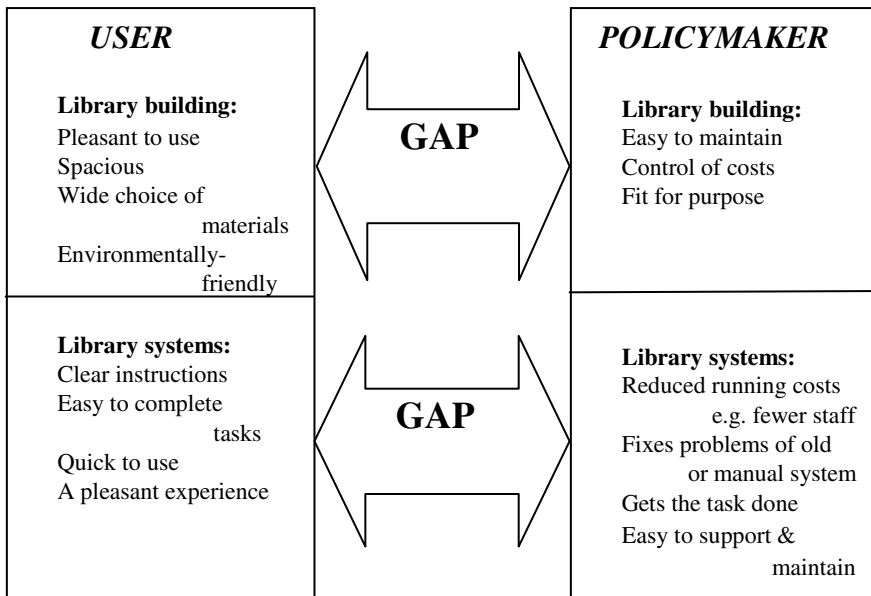 USER
Library building:
Pleasant to use
Spacious
Wide choice of
materials
Environmentally-
friendly
Library systems:
Clear instructions
Easy to complete
tasks
Quick to use
A pleasant experience
GAP
GAP
POLICYMAKER
Library building:
Easy to maintain
Control of costs
Fit for purpose
Library systems:
Reduced running costs
e.g. fewer staff
Fixes problems of old
or manual system
Gets the task done
Easy to support &
maintain